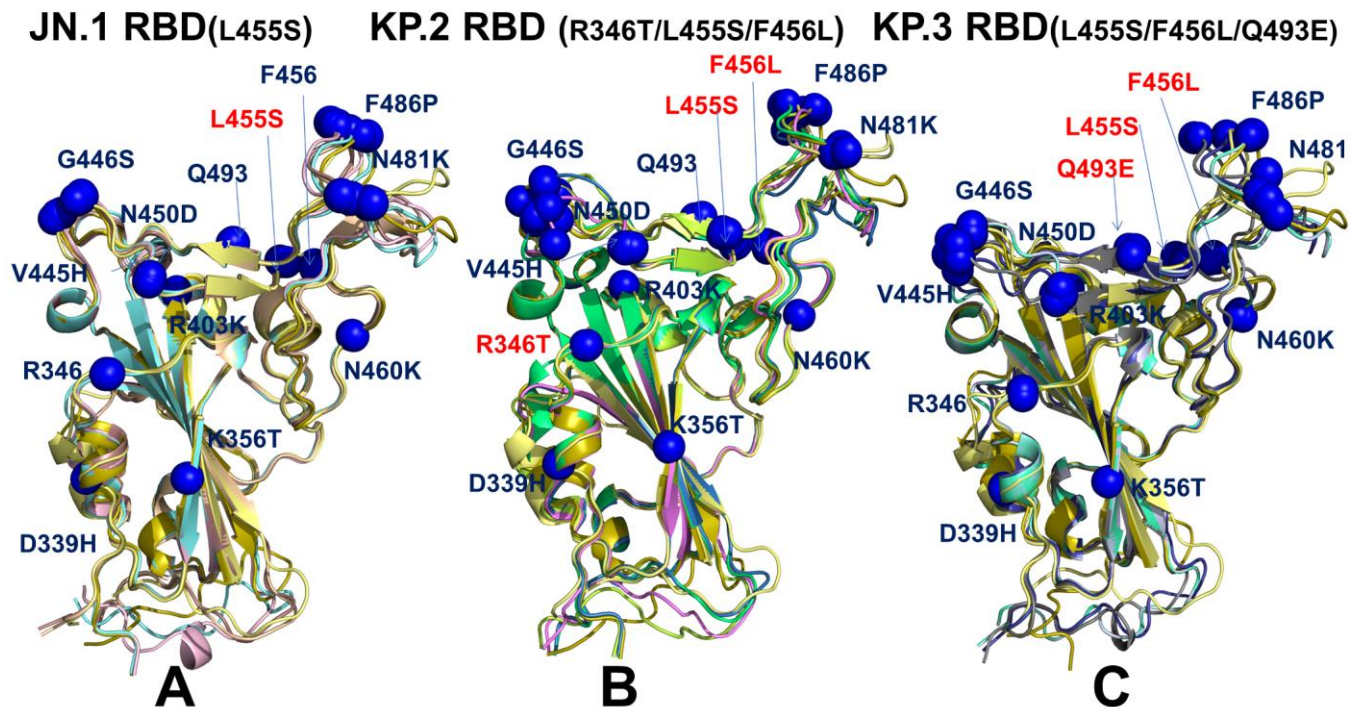 JN.1 RBD(L455S)
F456
L455S
F486P
G446S
Q493
N481K
N450D
V445H
R403K
R346
N460K
K356T
D339H
A
KP.2 RBD (R346T/L455S/F456L)
F456L
F486P
L455S
N481K
G446S
Q493
N450D
V445H
R403K
R346T
N460K
K356T
D339H
B
KP.3 RBD(L455S/F456L/Q493E)
F456L
F486P
L455S
N481
Q493E
G446S
N450D
V445H
R403K
N460K
R346
K356T
D339H
C